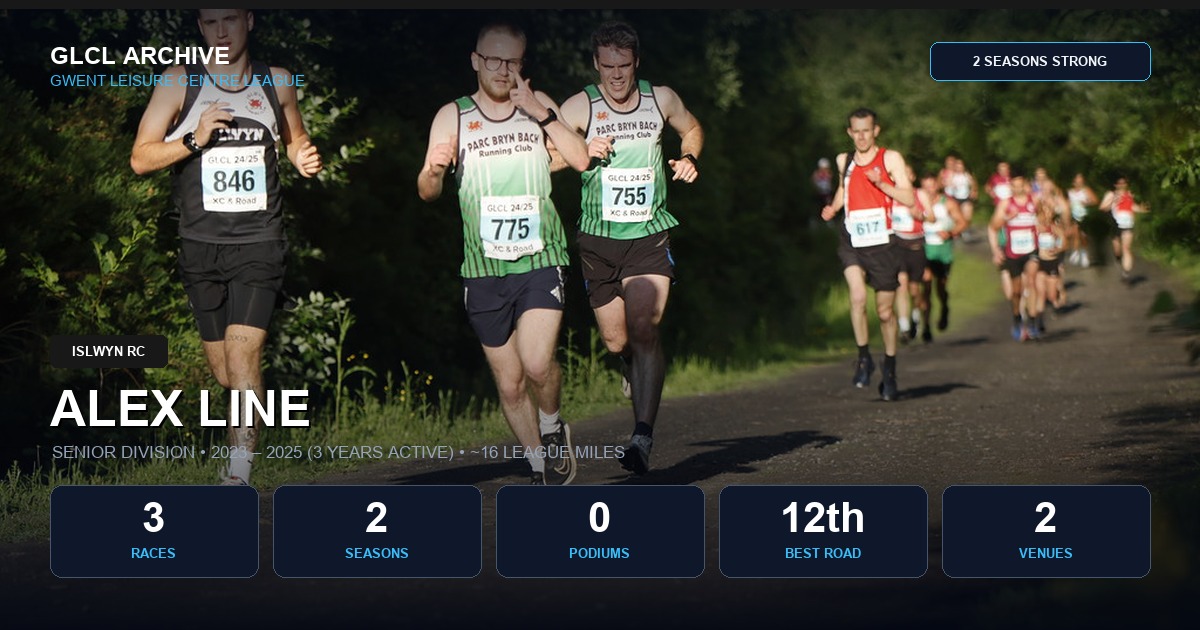 GLCL ARCHIVE
GWENT LEISURE CENTRE LEAGUE
2 SEASONS STRONG
GLCL 24/25
846
XC & Road
PARC BRYN BACH
Running Club
GLCL 24/25
775
XC & Road
PARC BRYN BACH
Running Club
GLCL 24/25
755
XC & Road
617
ISLWYN RC
ALEX LINE
SENIOR DIVISION • 2023 – 2025 (3 YEARS ACTIVE) • ~16 LEAGUE MILES
3
RACES
2
SEASONS
0
PODIUMS
12th
BEST ROAD
2
VENUES